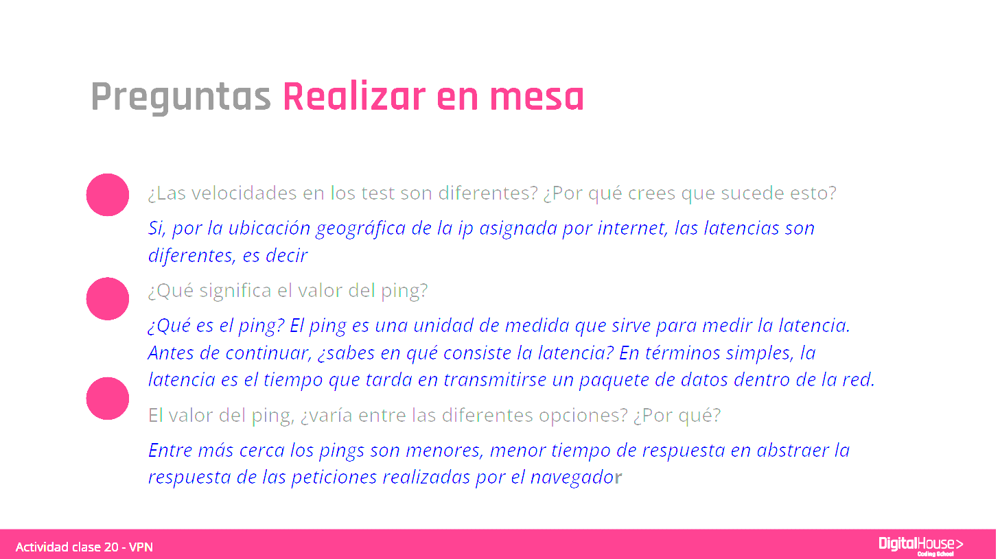 Preguntas Realizar en mesa
¿Las velocidades en los test son diferentes? ¿Por qué crees que sucede esto?
Si, por la ubicación geográfica de la ip asignada por internet, las latencias son
diferentes, es decir
¿Qué significa el valor del ping?
¿Qué es el ping? El ping es una unidad de medida que sirve para medir la latencia.
Antes de continuar, ¿sabes en qué consiste la latencia? En términos simples, la
latencia es el tiempo que tarda en transmitirse un paquete de datos dentro de la red.
El valor del ping, ¿varía entre las diferentes opciones? ¿Por qué?
Entre más cerca los pings son menores, menor tiempo de respuesta en abstraer la
respuesta de las peticiones realizadas por el navegador
Actividad clase 20 - VPN
DigitalHouse>
Coding School